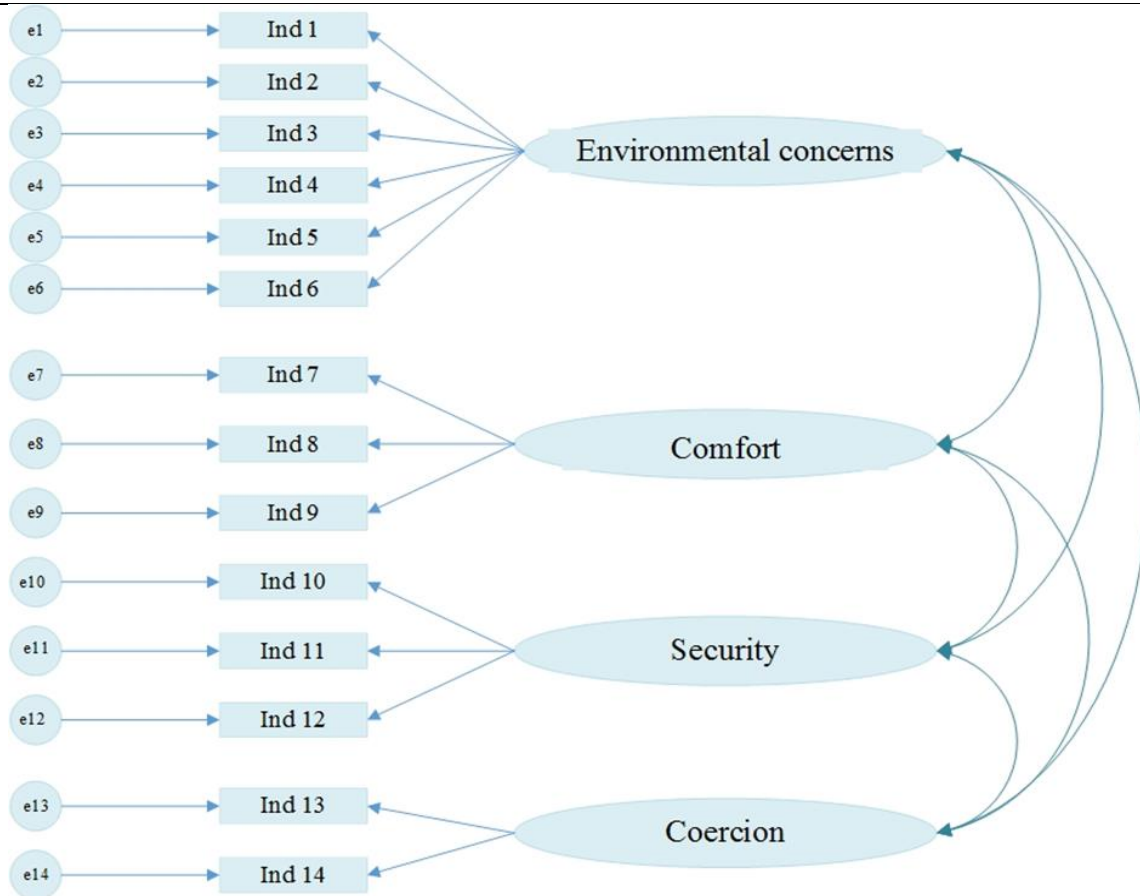 e1
Ind 1
e2
Ind 2
e3
Ind 3
Environmental concerns
e4
Ind 4
e5
Ind 5
e6
Ind 6
e7
Ind 7
e8
Ind 8
Comfort
e9
Ind 9
e10
Ind 10
e11
Ind 11
Security
e12
Ind 12
e13
Ind 13
Coercion
e14
Ind 14